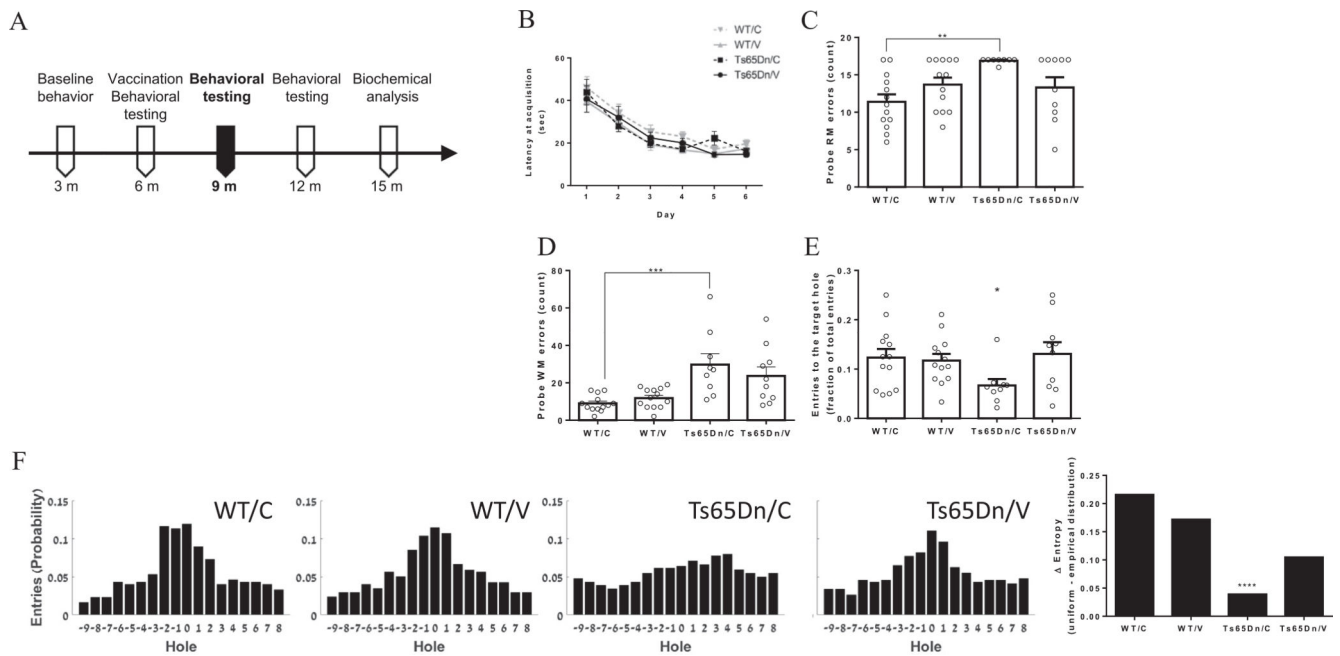 A
Baseline behavior
Vaccination Behavioral testing
Behavioral testing
Behavioral testing
Biochemical analysis
3 m
6 m
9 m
12 m
15 m
B
WT/C
WT/V
Ts65Dn/C
Ts65Dn/V
Latency at acquisition
(sec)
60
40
20
0
1 2 3 4 5 6
Day
C
**
Probe RM errors (count)
20
15
10
5
0
WT/C WT/V Ts65Dn/C Ts65Dn/V
D
***
Probe WM errors (count)
80
60
40
20
0
WT/C WT/V Ts65Dn/C Ts65Dn/V
E
*
Entries to the target hole
(fraction of total entries)
0.3
0.2
0.1
0.0
WT/C WT/V Ts65Dn/C Ts65Dn/V
F
Entries (Probability)
0.15
0.1
0.05
0
WT/C
-9-8-7-6-5-4-3-2-1 0 1 2 3 4 5 6 7 8
Hole
0.15
0.1
0.05
0
WT/V
-9-8-7-6-5-4-3-2-1 0 1 2 3 4 5 6 7 8
Hole
0.15
0.1
0.05
0
Ts65Dn/C
-9-8-7-6-5-4-3-2-1 0 1 2 3 4 5 6 7 8
Hole
0.15
0.1
0.05
0
Ts65Dn/V
-9-8-7-6-5-4-3-2-1 0 1 2 3 4 5 6 7 8
Hole
Δ Entropy
(uniform - empirical distribution)
0.25
0.20
0.15
0.10
0.05
0.00
****
WT/C WT/V Ts65Dn/C Ts65Dn/V